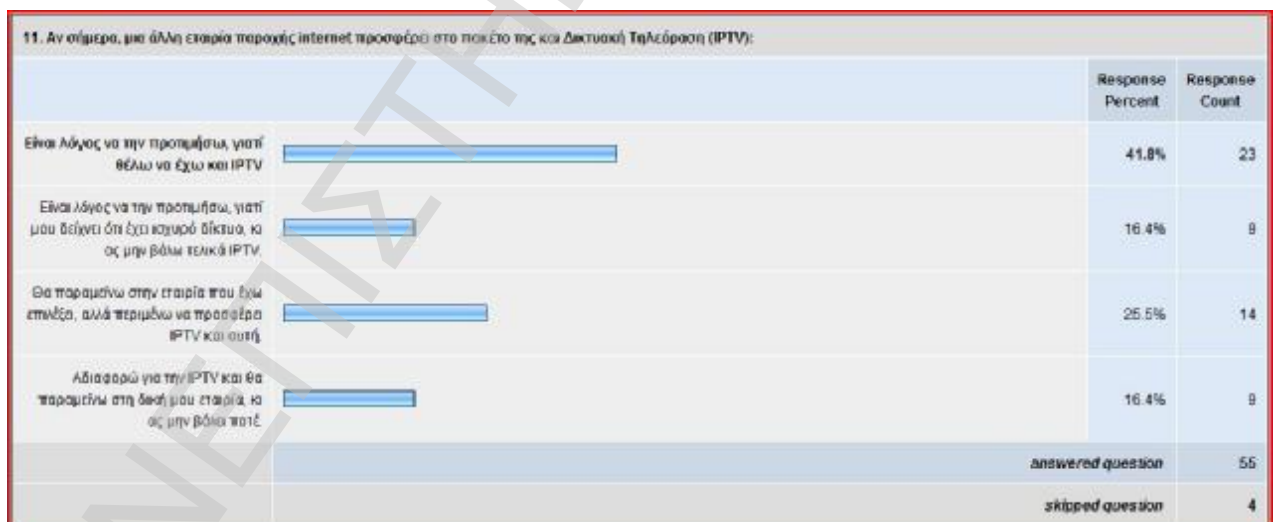 11. Αν σήμερα, μια άλλη εταιρία παροχής internet προσφέρει στο πακέτο της και Δικτυακή Τηλεόραση (IPTV):
Response Percent
Response Count
Είναι λόγος να την προτιμήσω, γιατί
θέλω να έχω και IPTV
41.8%
23
Είναι λόγος να την προτιμήσω, γιατί
μου δείχνει ότι έχει ισχυρό δίκτυο, κι
ας μην βάλω τελικά IPTV.
16.4%
9
Θα παραμείνω στην εταιρία που έχω
επιλέξει, αλλά περιμένω να προσφέρει
IPTV και αυτή.
25.5%
14
Αδιαφορώ για την IPTV και θα
παραμείνω στη δική μου εταιρία, κι
ας μην βάλει ποτέ.
16.4%
9
answered question
55
skipped question
4